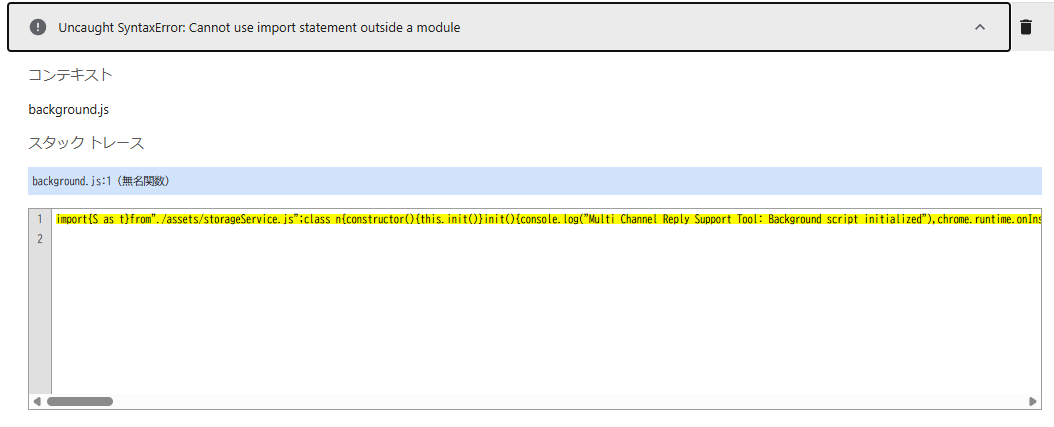 Uncaught SyntaxError: Cannot use import statement outside a module
コンテキスト
background.js
スタック トレース
background.js:1 (無名関数)
1 import{S as t}from"./assets/storageService.js";class n{constructor(){this.init()}init(){console.log("Multi Channel Reply Support Tool: Background script initialized"),chrome.runtime.onIns
2